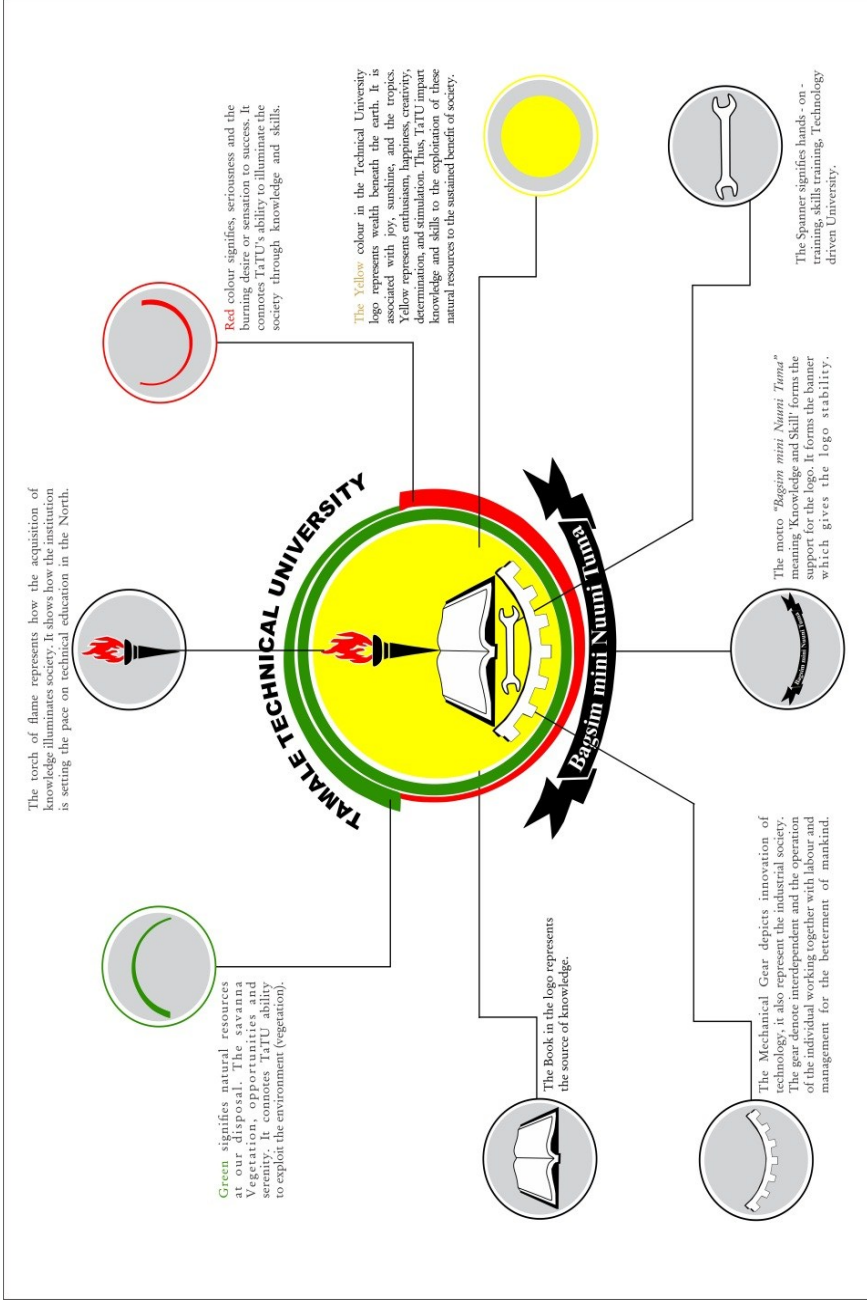 The torch of flame represents how the acquisition of
knowledge illuminates society. It shows how the institution
is setting the pace on technical education in the North.
Green signifies natural resources
at our disposal. The savanna
Vegetation, opportunities and
serenity. It connotes TaTU ability
to exploit the environment (vegetation).
Red colour signifies, seriousness and the
burning desire or sensation to success. It
connotes TaTU's ability to illuminate the
society through knowledge and skills.
TAMALE TECHNICAL UNIVERSITY
Bagsim mini Nuuni Tuma
The Yellow colour in the Technical University
logo represents wealth beneath the earth. It is
associated with joy, sunshine, and the tropics.
Yellow represents enthusiasm, happiness, creativity,
determination, and stimulation. Thus, TaTU impart
knowledge and skills to the exploitation of these
natural resources to the sustained benefit of society.
The Book in the logo represents
the source of knowledge.
The Mechanical Gear depicts innovation of
technology, it also represent the industrial society.
The gear denote interdependent and the operation
of the individual working together with labour and
management for the betterment of mankind.
Bagsim mini Nuuni Tuma
The motto "Bagsim mini Nuuni Tuma"
meaning 'Knowledge and Skill' forms the
support for the logo. It forms the banner
which gives the logo stability.
The Spanner signifies hands - on -
training, skills training, Technology
driven University.